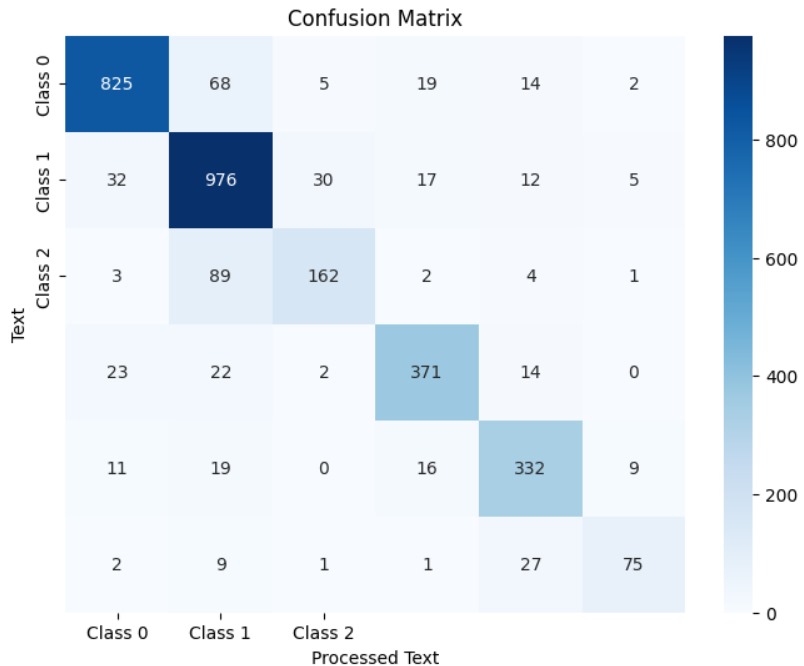 Confusion Matrix
Class 0
825 68 5 19 14 2
800
Class 1
32 976 30 17 12 5
600
Class 2
3 89 162 2 4 1
Text
23 22 2 371 14 0
400
11 19 0 16 332 9
200
2 9 1 1 27 75
0
Class 0 Class 1 Class 2
Processed Text